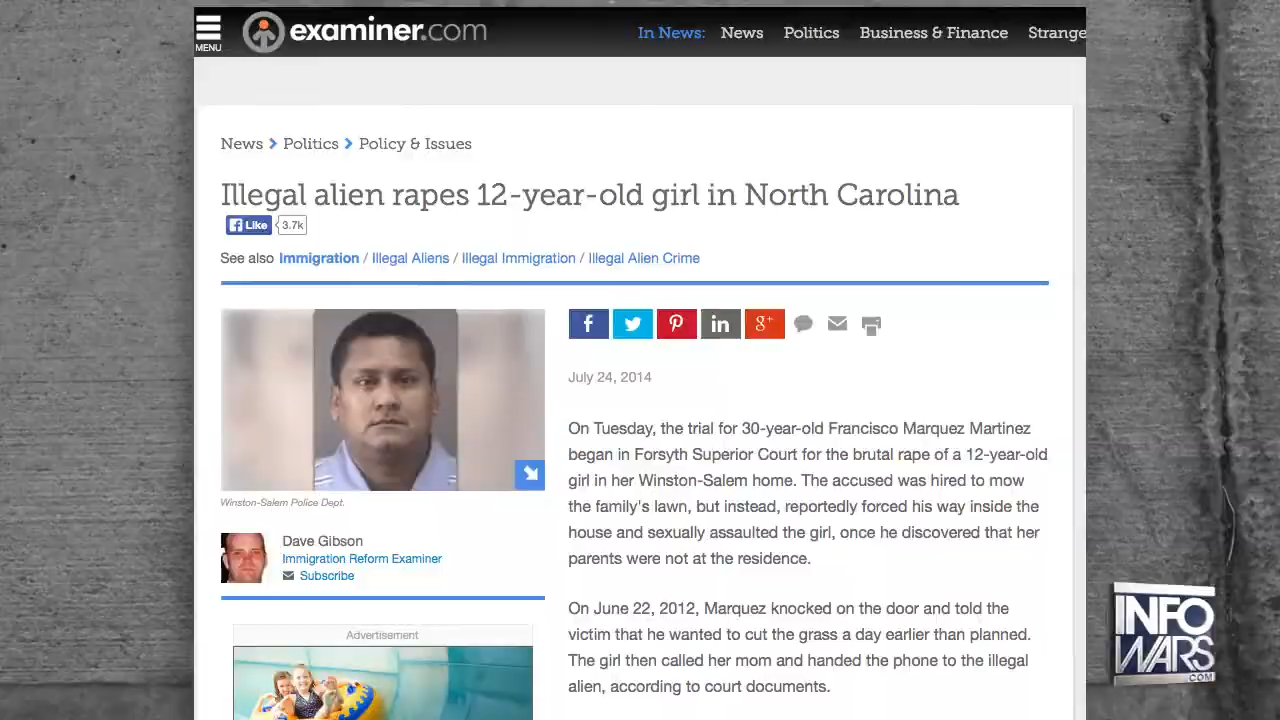 MENU
examiner.com
In News: News Politics Business & Finance Strange
News > Politics > Policy & Issues
Illegal alien rapes 12-year-old girl in North Carolina
Like 3.7k
See also Immigration / Illegal Aliens / Illegal Immigration / Illegal Alien Crime
f in g+
July 24, 2014
Winston-Salem Police Dept.
Dave Gibson
Immigration Reform Examiner
Subscribe
Advertisement
On Tuesday, the trial for 30-year-old Francisco Marquez Martinez
began in Forsyth Superior Court for the brutal rape of a 12-year-old
girl in her Winston-Salem home. The accused was hired to mow
the family's lawn, but instead, reportedly forced his way inside the
house and sexually assaulted the girl, once he discovered that her
parents were not at the residence.
On June 22, 2012, Marquez knocked on the door and told the
victim that he wanted to cut the grass a day earlier than planned.
The girl then called her mom and handed the phone to the illegal
alien, according to court documents.
INFO
WARS
.COM